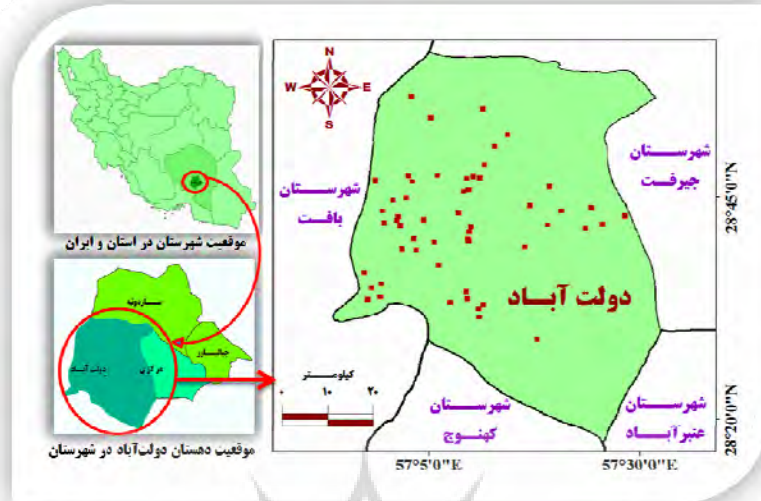 N
W E
S
شهرستان
جیرفت
شهرستان
بافت
28°45'0"N
موقعیت شهرستان در استان و ایران
ساردوئیه
جبالبارز
دولت آباد
مرکزی
دولت آباد
کیلومتر
۰ ۱۰ ۲۰
شهرستان
کهنوج
شهرستان
عنبرآباد
28°20'0"N
موقعیت دهستان دولت‌آباد در شهرستان
57°5'0"E
57°30'0"E